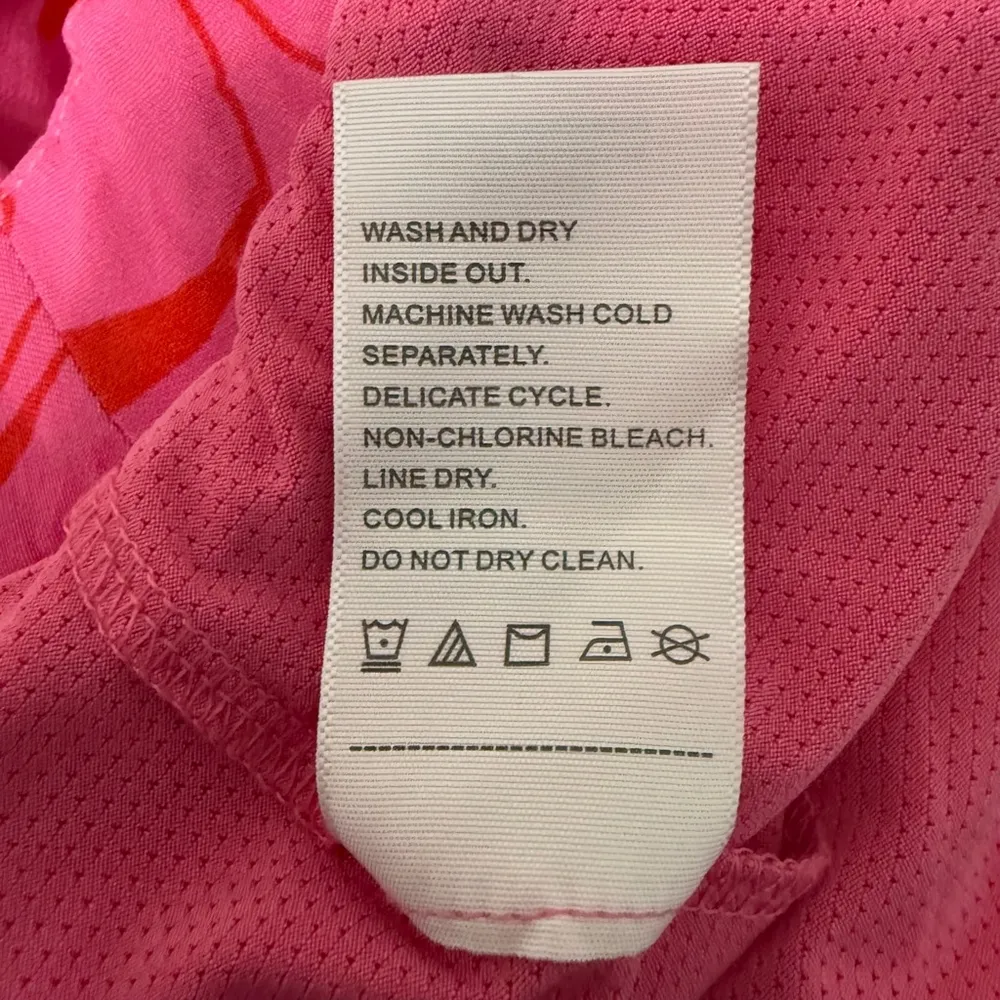 WASH AND DRY
INSIDE OUT.
MACHINE WASH COLD
SEPARATELY.
DELICATE CYCLE.
NON-CHLORINE BLEACH.
LINE DRY.
COOL IRON.
DO NOT DRY CLEAN.